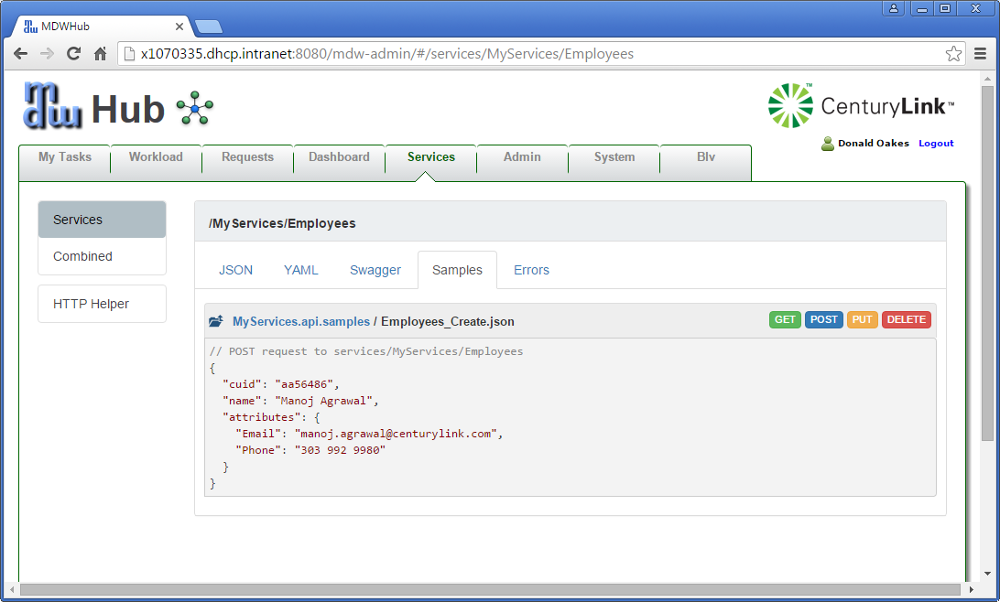 MDWHub
x1070335.dhcp.intranet:8080/mdw-admin/#/services/MyServices/Employees
mdw Hub
CenturyLink™
Donald Oakes Logout
My Tasks Workload Requests Dashboard Services Admin System Blv
Services
Combined
HTTP Helper
/MyServices/Employees
JSON YAML Swagger Samples Errors
MyServices.api.samples / Employees_Create.json GET POST PUT DELETE
// POST request to services/MyServices/Employees
{
"cuid": "aa56486",
"name": "Manoj Agrawal",
"attributes": {
"Email": "manoj.agrawal@centurylink.com",
"Phone": "303 992 9980"
}
}